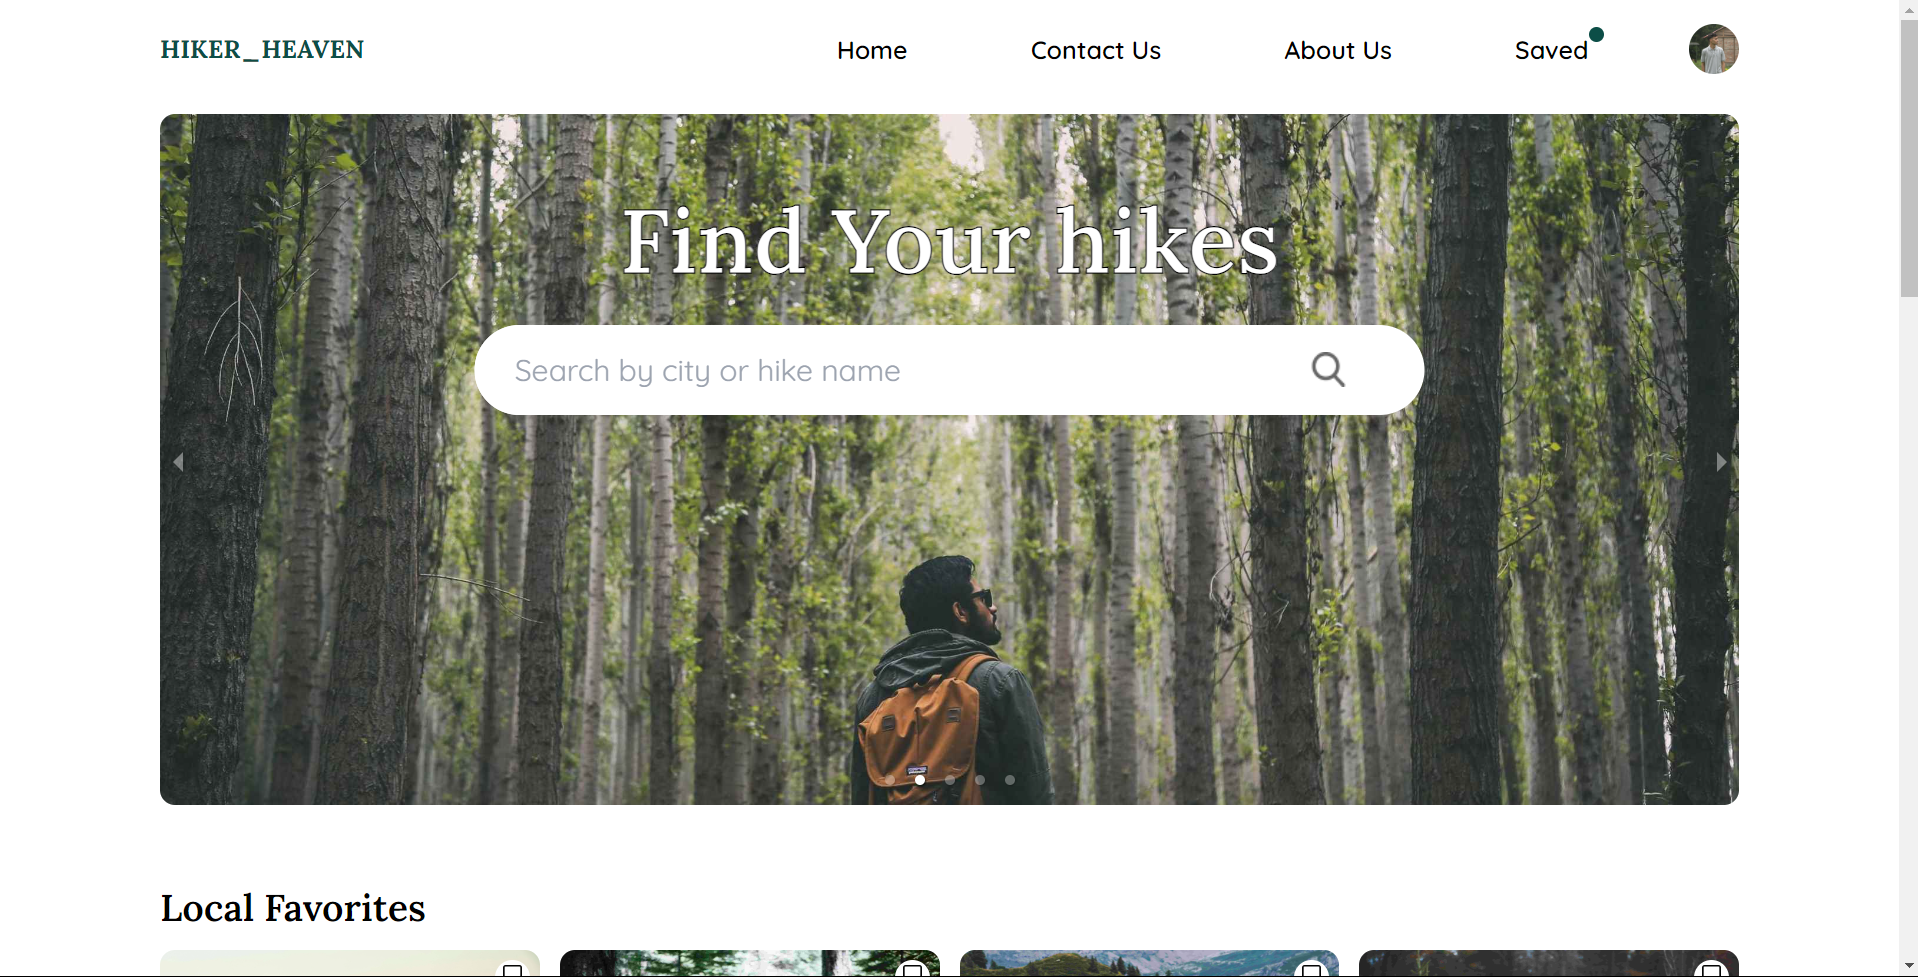 HIKER_HEAVEN
Home Contact Us About Us Saved
Find Your hikes
Search by city or hike name
Local Favorites